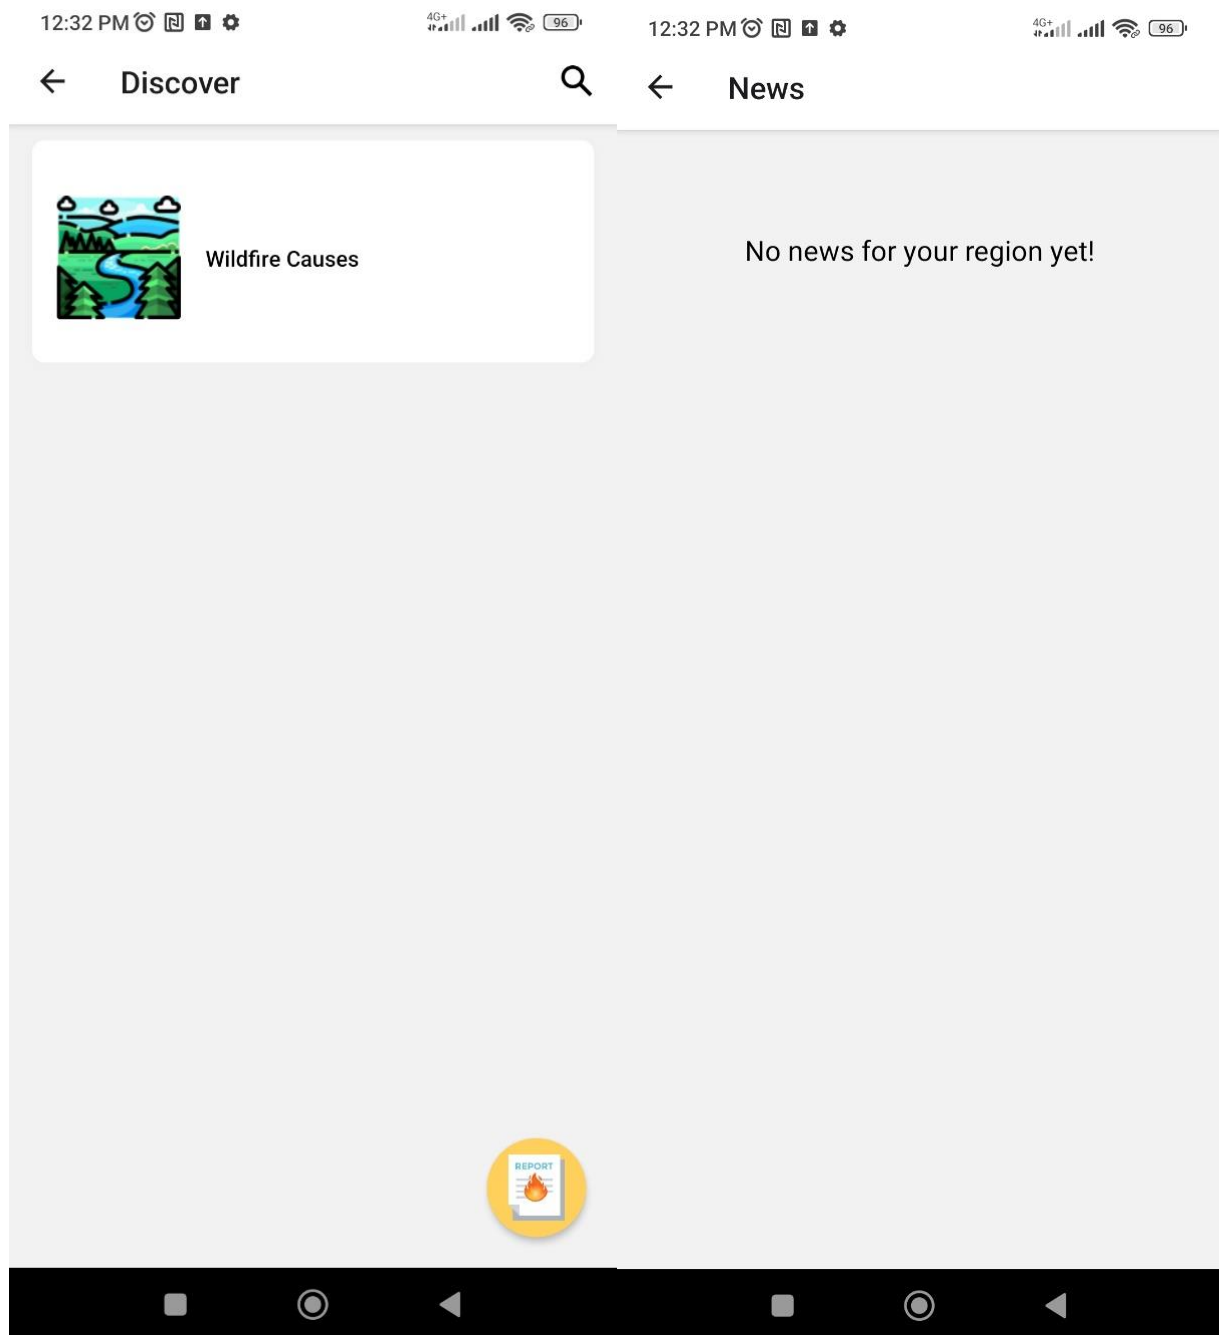 12:32 PM
4G+
96
Discover
Wildfire Causes
REPORT
12:32 PM
4G+
96
News
No news for your region yet!